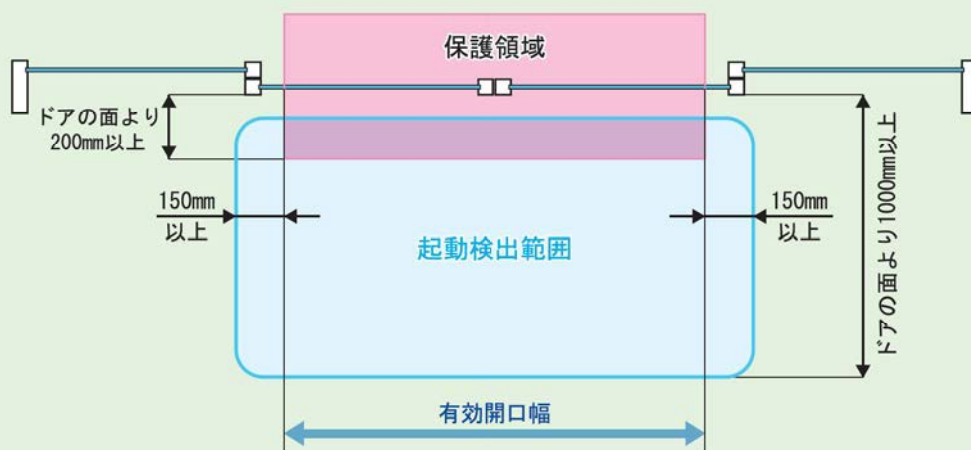 保護領域
ドアの面より
200mm以上
150mm
以上
150mm
以上
起動検出範囲
ドアの面より1000mm以上
有効開口幅